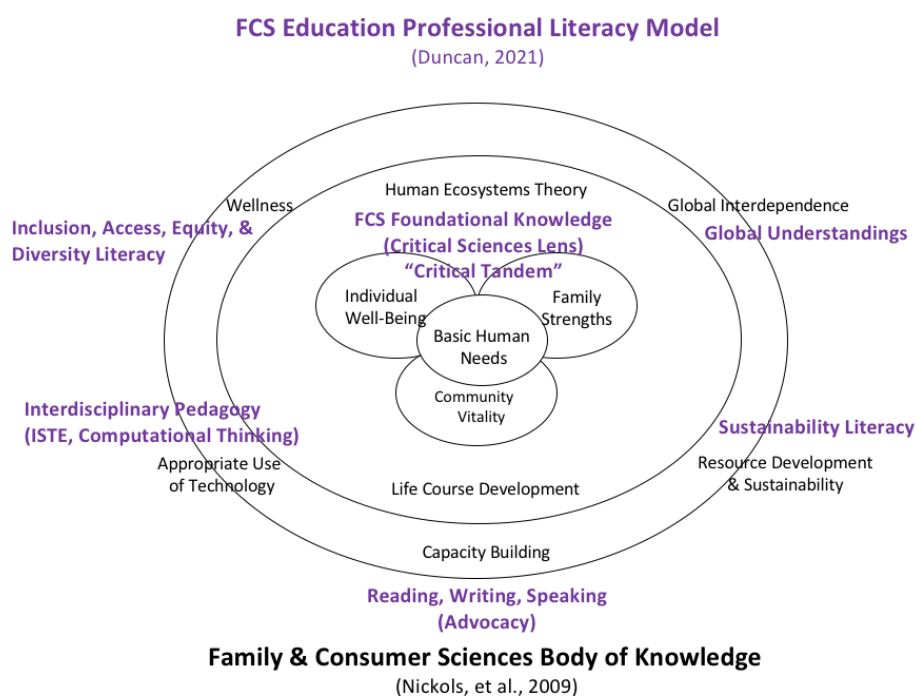 FCS Education Professional Literacy Model
(Duncan, 2021)
Human Ecosystems Theory
Wellness
Global Interdependence
Inclusion, Access, Equity, &
Diversity Literacy
FCS Foundational Knowledge
(Critical Sciences Lens)
“Critical Tandem”
Global Understandings
Individual
Well-Being
Family
Strengths
Basic Human
Needs
Community
Vitality
Interdisciplinary Pedagogy
(ISTE, Computational Thinking)
Sustainability Literacy
Appropriate Use
of Technology
Resource Development
& Sustainability
Life Course Development
Capacity Building
Reading, Writing, Speaking
(Advocacy)
Family & Consumer Sciences Body of Knowledge
(Nickols, et al., 2009)